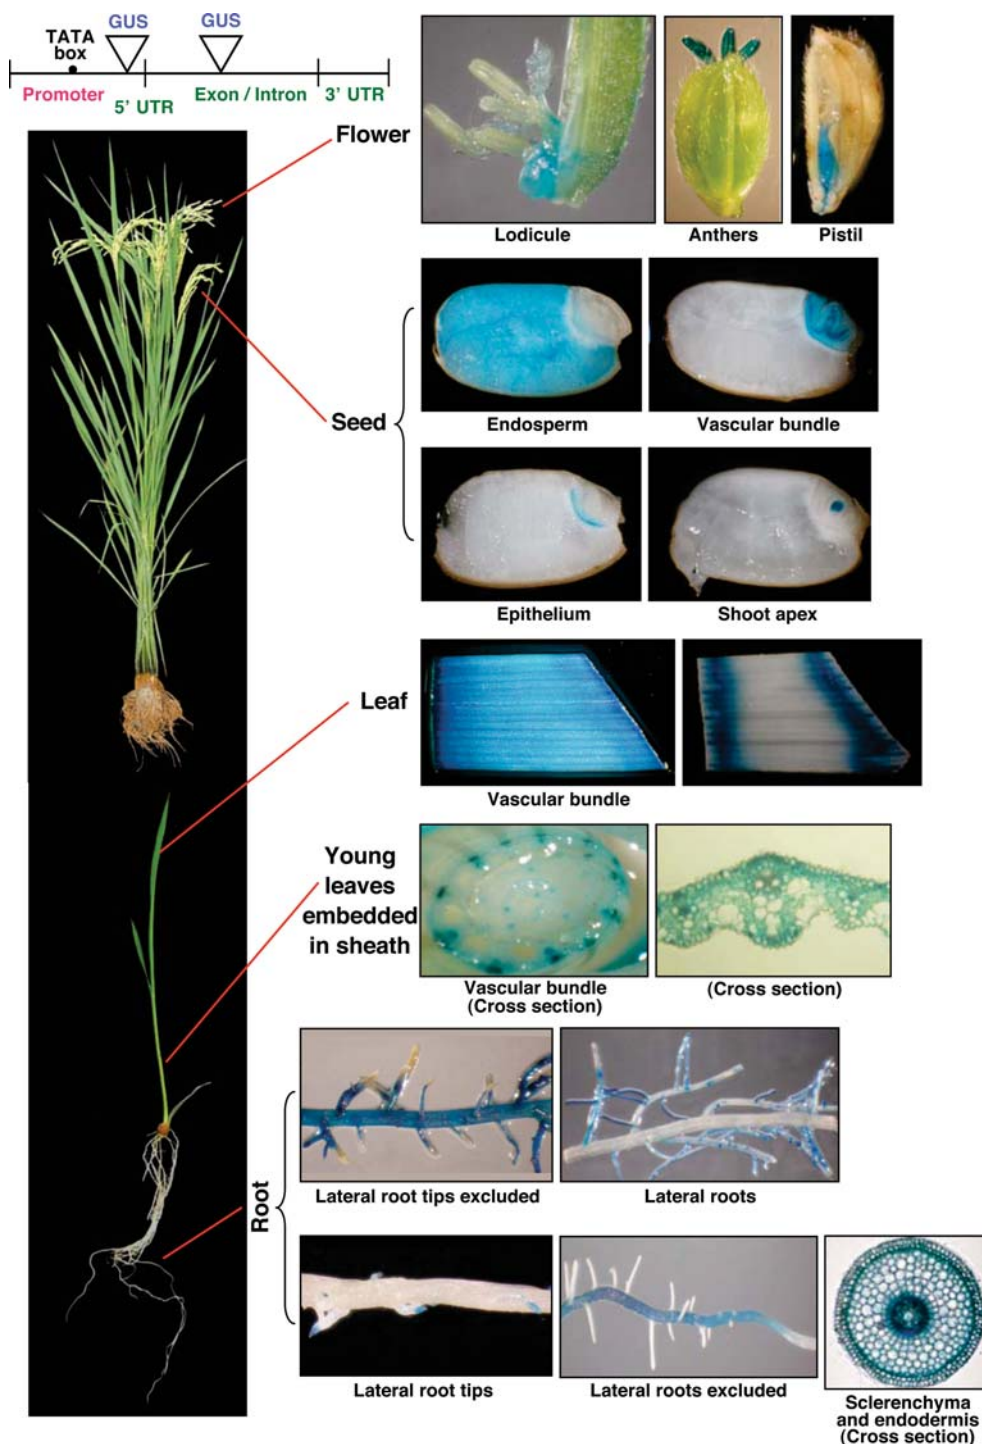 GUS GUS
TATA
box
Promoter
5' UTR
Exon / Intron
3' UTR
Flower
Lodicule
Anthers
Pistil
Seed
Endosperm
Vascular bundle
Epithelium
Shoot apex
Leaf
Vascular bundle
Young
leaves
embedded
in sheath
Vascular bundle
(Cross section)
(Cross section)
Root
Lateral root tips excluded
Lateral roots
Lateral root tips
Lateral roots excluded
Sclerenchyma
and endodermis
(Cross section)